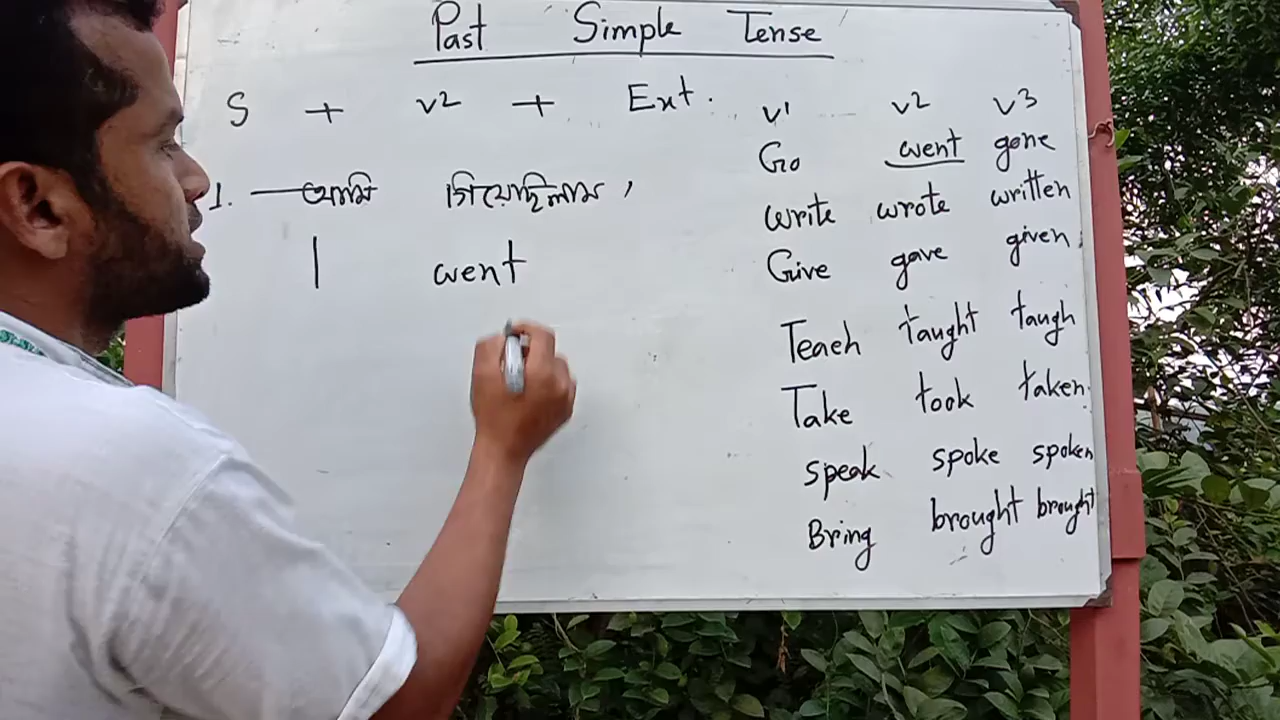 Past Simple Tense
S + v2 + Ext.
1. আমি গিয়েছিলাম,
I went
v1 v2 v3
Go went gone
write wrote written
Give gave given
Teach taught taugh
Take took taken
speak spoke spoken
Bring brought brought